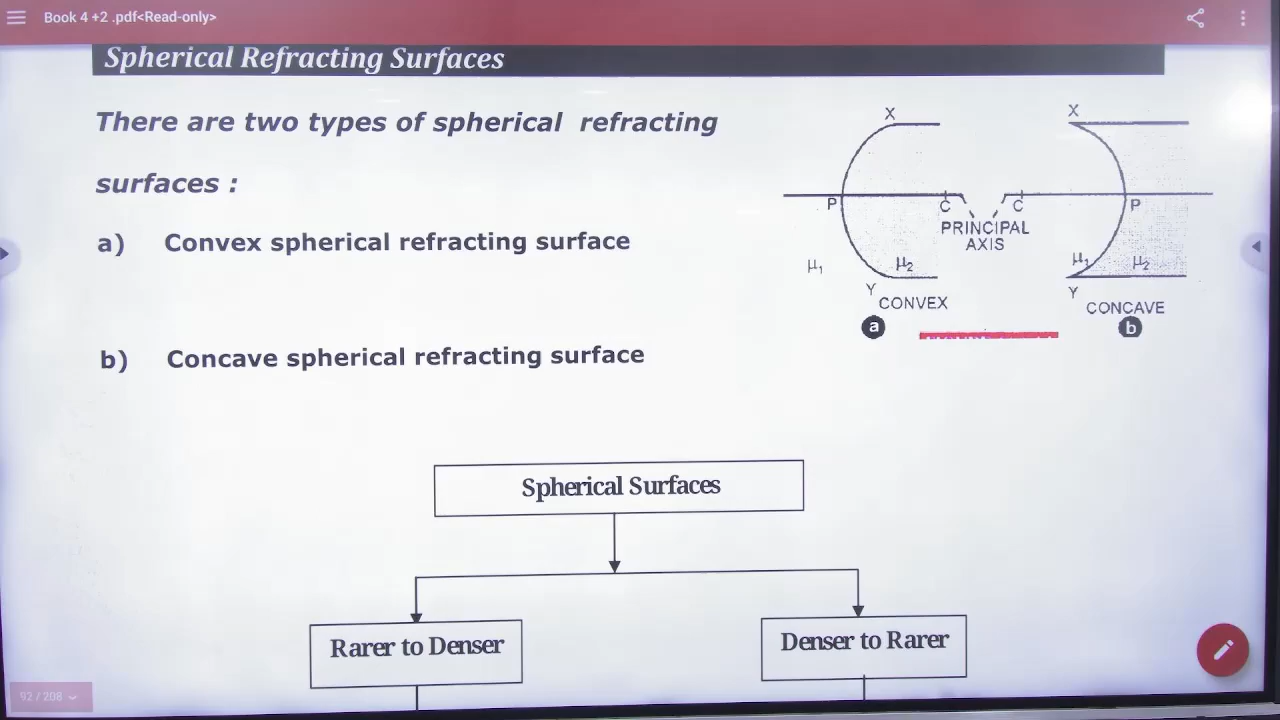 Book 4 +2 .pdf<Read-only>
Spherical Refracting Surfaces
There are two types of spherical refracting
surfaces :
a) Convex spherical refracting surface
b) Concave spherical refracting surface
X
P
C
μ1
μ2
Y
CONVEX
a
PRINCIPAL
AXIS
X
C
P
μ1
μ2
Y
CONCAVE
b
Spherical Surfaces
Rarer to Denser
Denser to Rarer
92 / 208